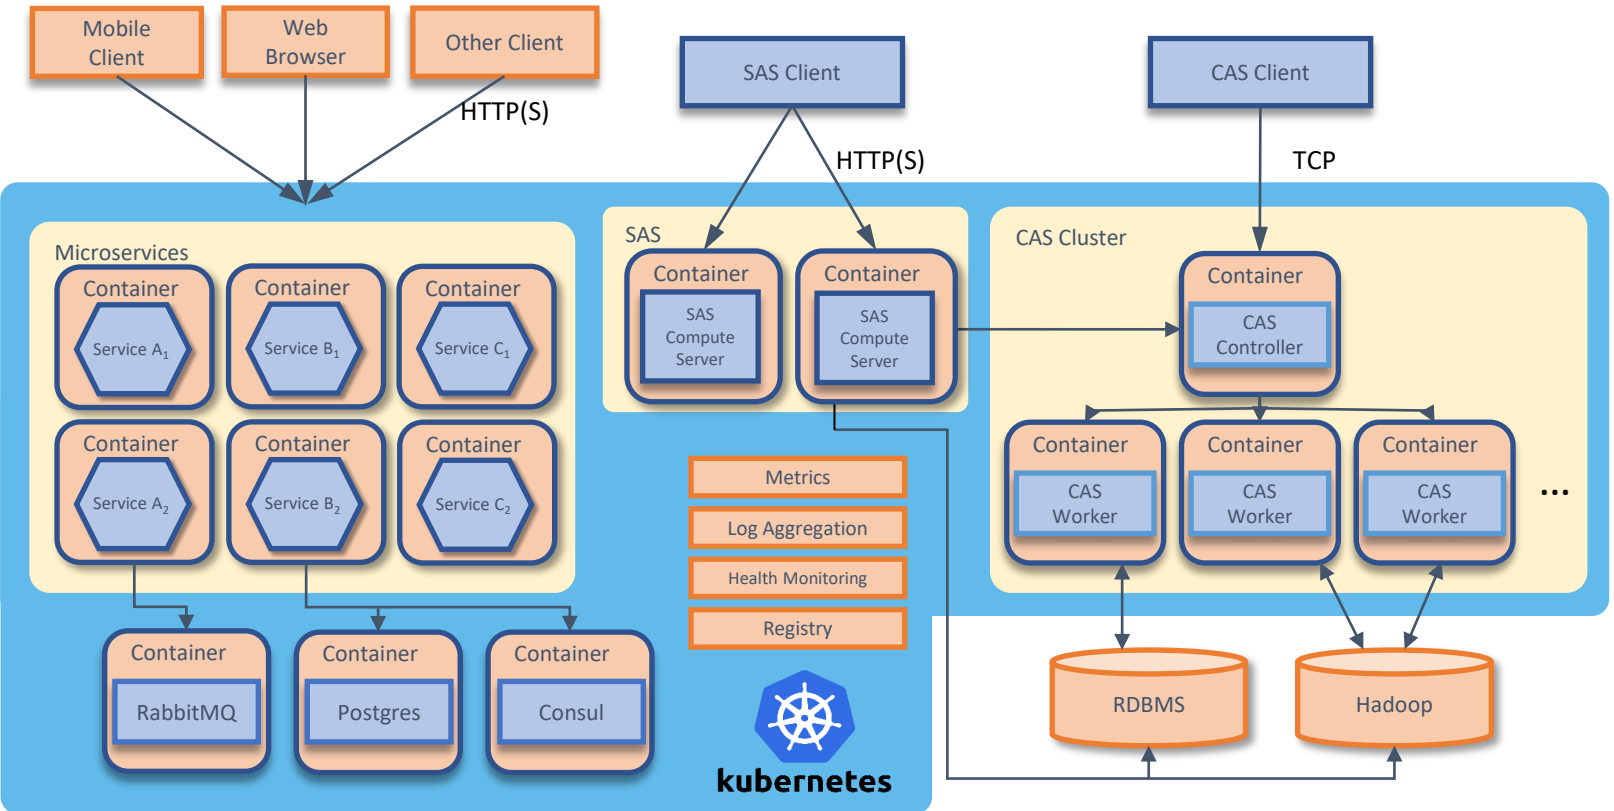 Mobile
Client
Web
Browser
Other Client
SAS Client
CAS Client
HTTP(S)
HTTP(S)
TCP
Microservices
Container
Service A1
Container
Service B1
Container
Service C1
Container
Service A2
Container
Service B2
Container
Service C2
SAS
Container
SAS
Compute
Server
Container
SAS
Compute
Server
CAS Cluster
Container
CAS
Controller
Container
CAS
Worker
Container
CAS
Worker
Container
CAS
Worker
...
Metrics
Log Aggregation
Health Monitoring
Registry
Container
RabbitMQ
Container
Postgres
Container
Consul
kubernetes
RDBMS
Hadoop